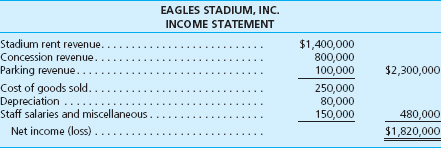 EAGLES STADIUM, INC.
INCOME STATEMENT
Stadium rent revenue. . . . . . . . . . . . . . . . . . . . . . . . . . . $1,400,000
Concession revenue. . . . . . . . . . . . . . . . . . . . . . . . . . . . 800,000
Parking revenue. . . . . . . . . . . . . . . . . . . . . . . . . . . . . . . 100,000 $2,300,000
Cost of goods sold. . . . . . . . . . . . . . . . . . . . . . . . . . . . . 250,000
Depreciation . . . . . . . . . . . . . . . . . . . . . . . . . . . . . . . . . 80,000
Staff salaries and miscellaneous . . . . . . . . . . . . . . . . . . 150,000 480,000
Net income (loss) . . . . . . . . . . . . . . . . . . . . . . . . . . . $1,820,000